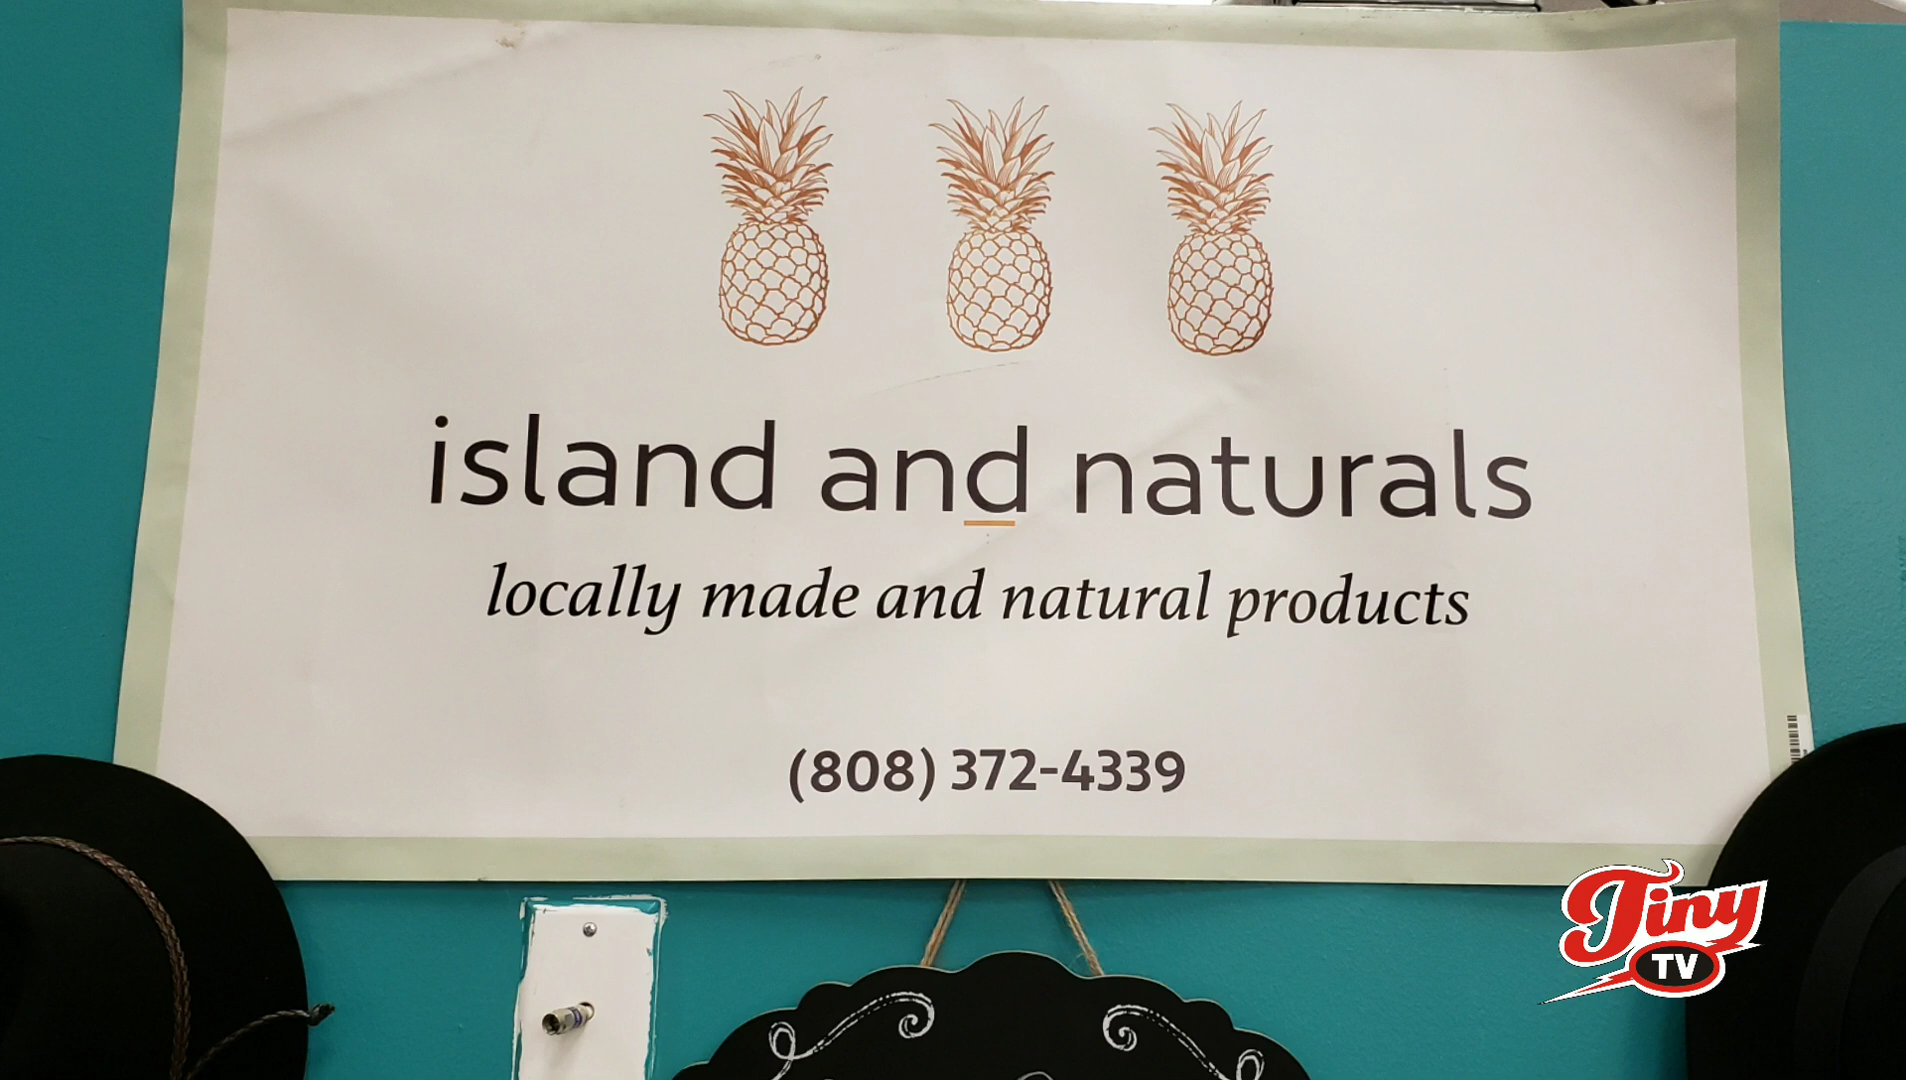 island and naturals
locally made and natural products
(808) 372-4339
Tiny
TV